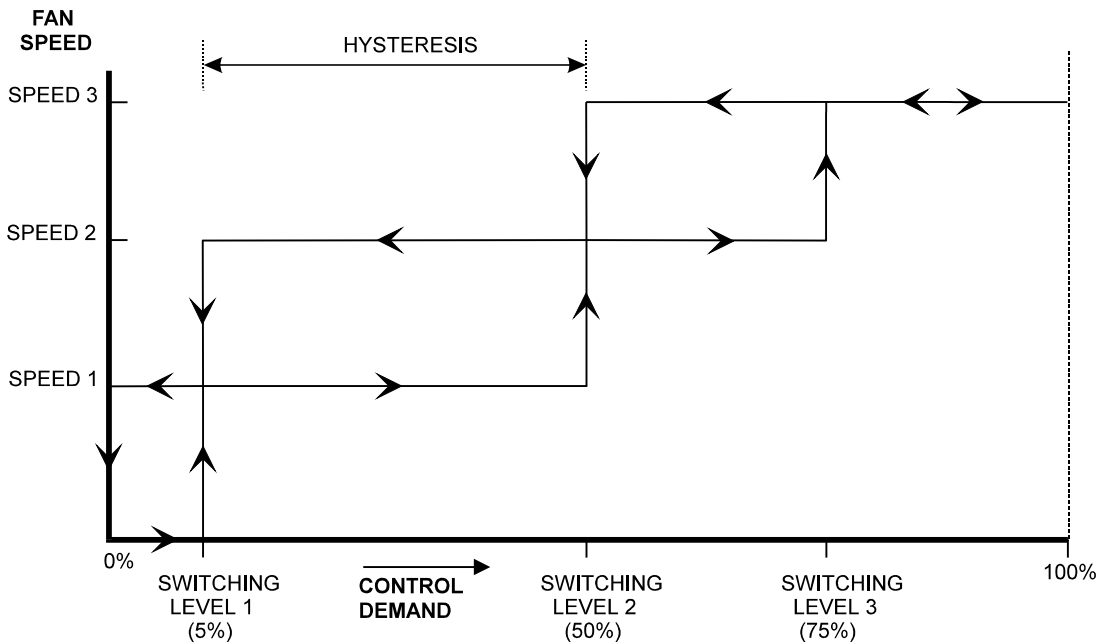 FAN
SPEED
HYSTERESIS
SPEED 3
SPEED 2
SPEED 1
0%
100%
SWITCHING
LEVEL 1
(5%)
CONTROL
DEMAND
SWITCHING
LEVEL 2
(50%)
SWITCHING
LEVEL 3
(75%)